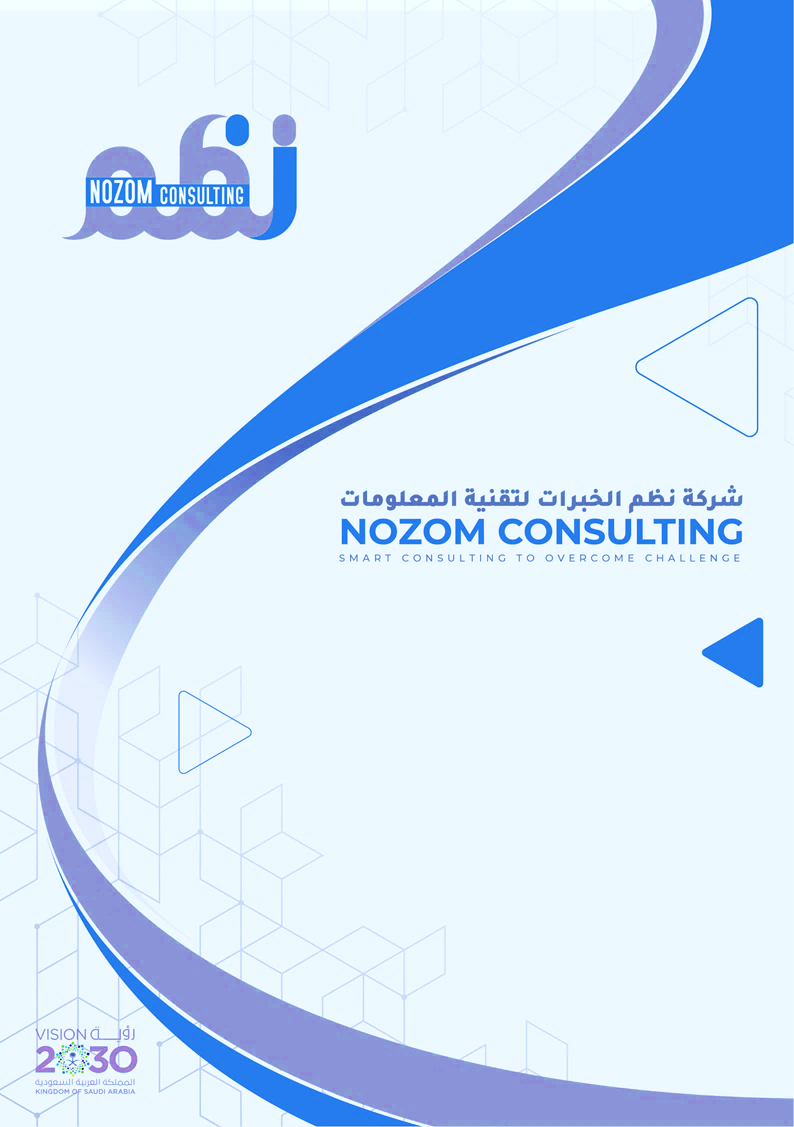 نظم
NOZOM CONSULTING
شركة نظم الخبرات لتقنية المعلومات
NOZOM CONSULTING
SMART CONSULTING TO OVERCOME CHALLENGE
VISION رؤيــــة
2030
المملكة العربية السعودية
KINGDOM OF SAUDI ARABIA